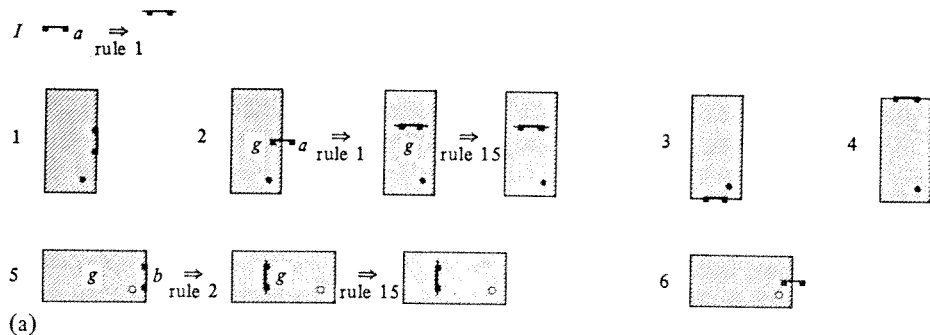 I a ⇒
rule 1
1 2 g a ⇒ g ⇒ 3 4
rule 1 rule 15
5 g b ⇒ g ⇒ 6
rule 2 rule 15
(a)